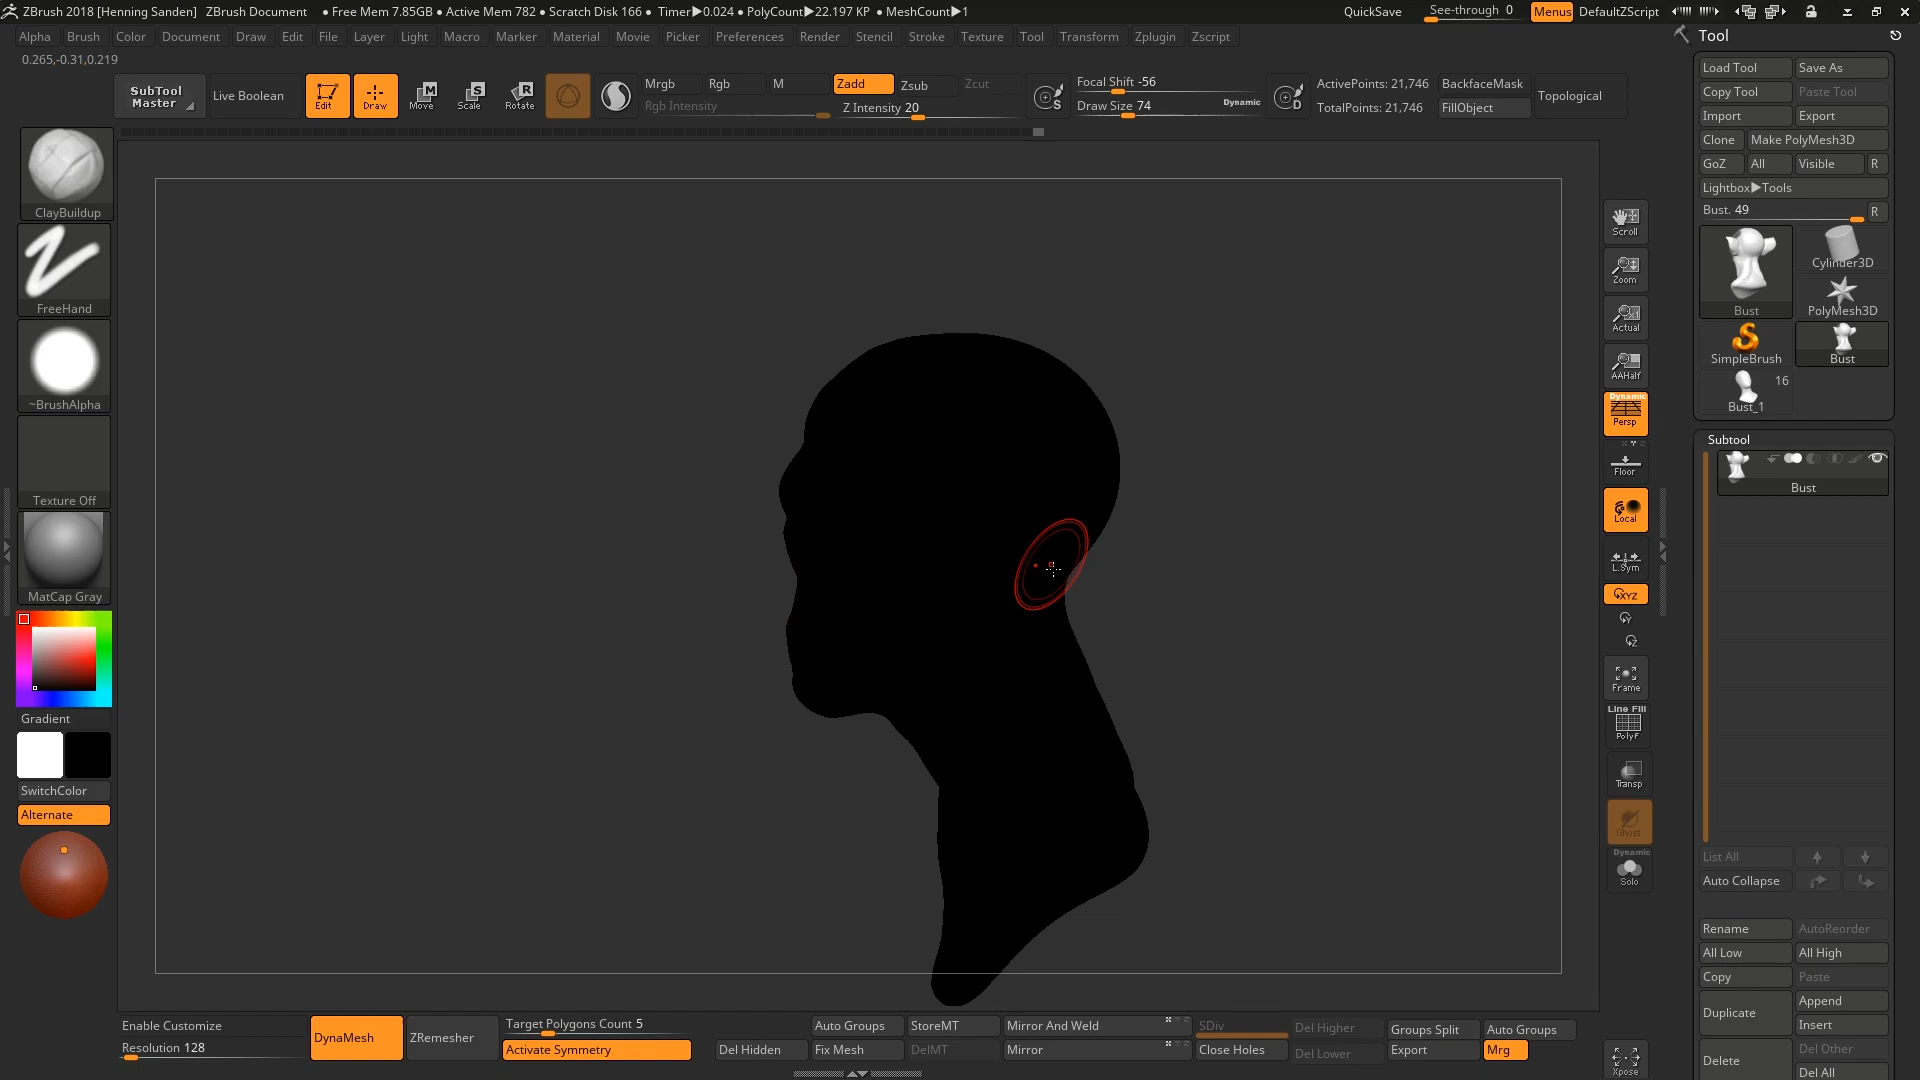 ZBrush 2018 [Henning Sanden] ZBrush Document • Free Mem 7.85GB • Active Mem 782 • Scratch Disk 166 • Timer▶0.024 • PolyCount▶22.197 KP • MeshCount▶1 QuickSave See-through 0 Menus DefaultZScript
Alpha Brush Color Document Draw Edit File Layer Light Macro Marker Material Movie Picker Preferences Render Stencil Stroke Texture Tool Transform Zplugin Zscript
0.265,-0.31,0.219
SubTool Master
Live Boolean
Edit
Draw
Move
Scale
Rotate
Mrgb Rgb M Zadd Zsub Zcut
Rgb Intensity Z Intensity 20
Focal Shift -56
Draw Size 74 Dynamic
ActivePoints: 21,746
TotalPoints: 21,746
BackfaceMask
FillObject
Topological
ClayBuildup
FreeHand
~BrushAlpha
Texture Off
MatCap Gray
Gradient
SwitchColor
Alternate
Scroll
Zoom
Actual
AAHalf
Dynamic
Persp
Floor
Local
L.Sym
XYZ
Frame
Line Fill
PolyF
Transp
Ghost
Dynamic
Solo
Xpose
Tool
Load Tool Save As
Copy Tool Paste Tool
Import Export
Clone Make PolyMesh3D
GoZ All Visible R
Lightbox▶Tools
Bust. 49 R
Bust
Cylinder3D
PolyMesh3D
SimpleBrush
Bust
16
Bust_1
Subtool
Bust
List All
Auto Collapse
Rename AutoReorder
All Low All High
Copy Paste
Duplicate
Append
Insert
Delete
Del Other
Del All
Enable Customize
Resolution 128
DynaMesh
ZRemesher
Target Polygons Count 5
Activate Symmetry
Del Hidden
Auto Groups
Fix Mesh
StoreMT
DelMT
Mirror And Weld
Mirror
SDiv
Close Holes
Del Higher
Del Lower
Groups Split
Export
Auto Groups
Mrg